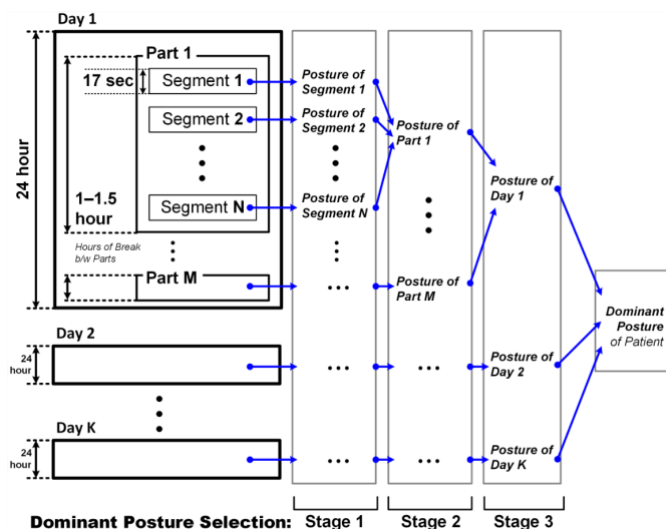 Day 1
24 hour
Part 1
17 sec
Segment 1
Segment 2
Segment N
1–1.5
hour
Hours of Break
b/w Parts
Part M
Posture of
Segment 1
Posture of
Segment 2
Posture of
Segment N
Posture of
Part 1
Posture of
Part M
Posture of
Day 1
Dominant
Posture
of Patient
Day 2
24
hour
Posture of
Day 2
Day K
24
hour
Posture of
Day K
Dominant Posture Selection: Stage 1 Stage 2 Stage 3